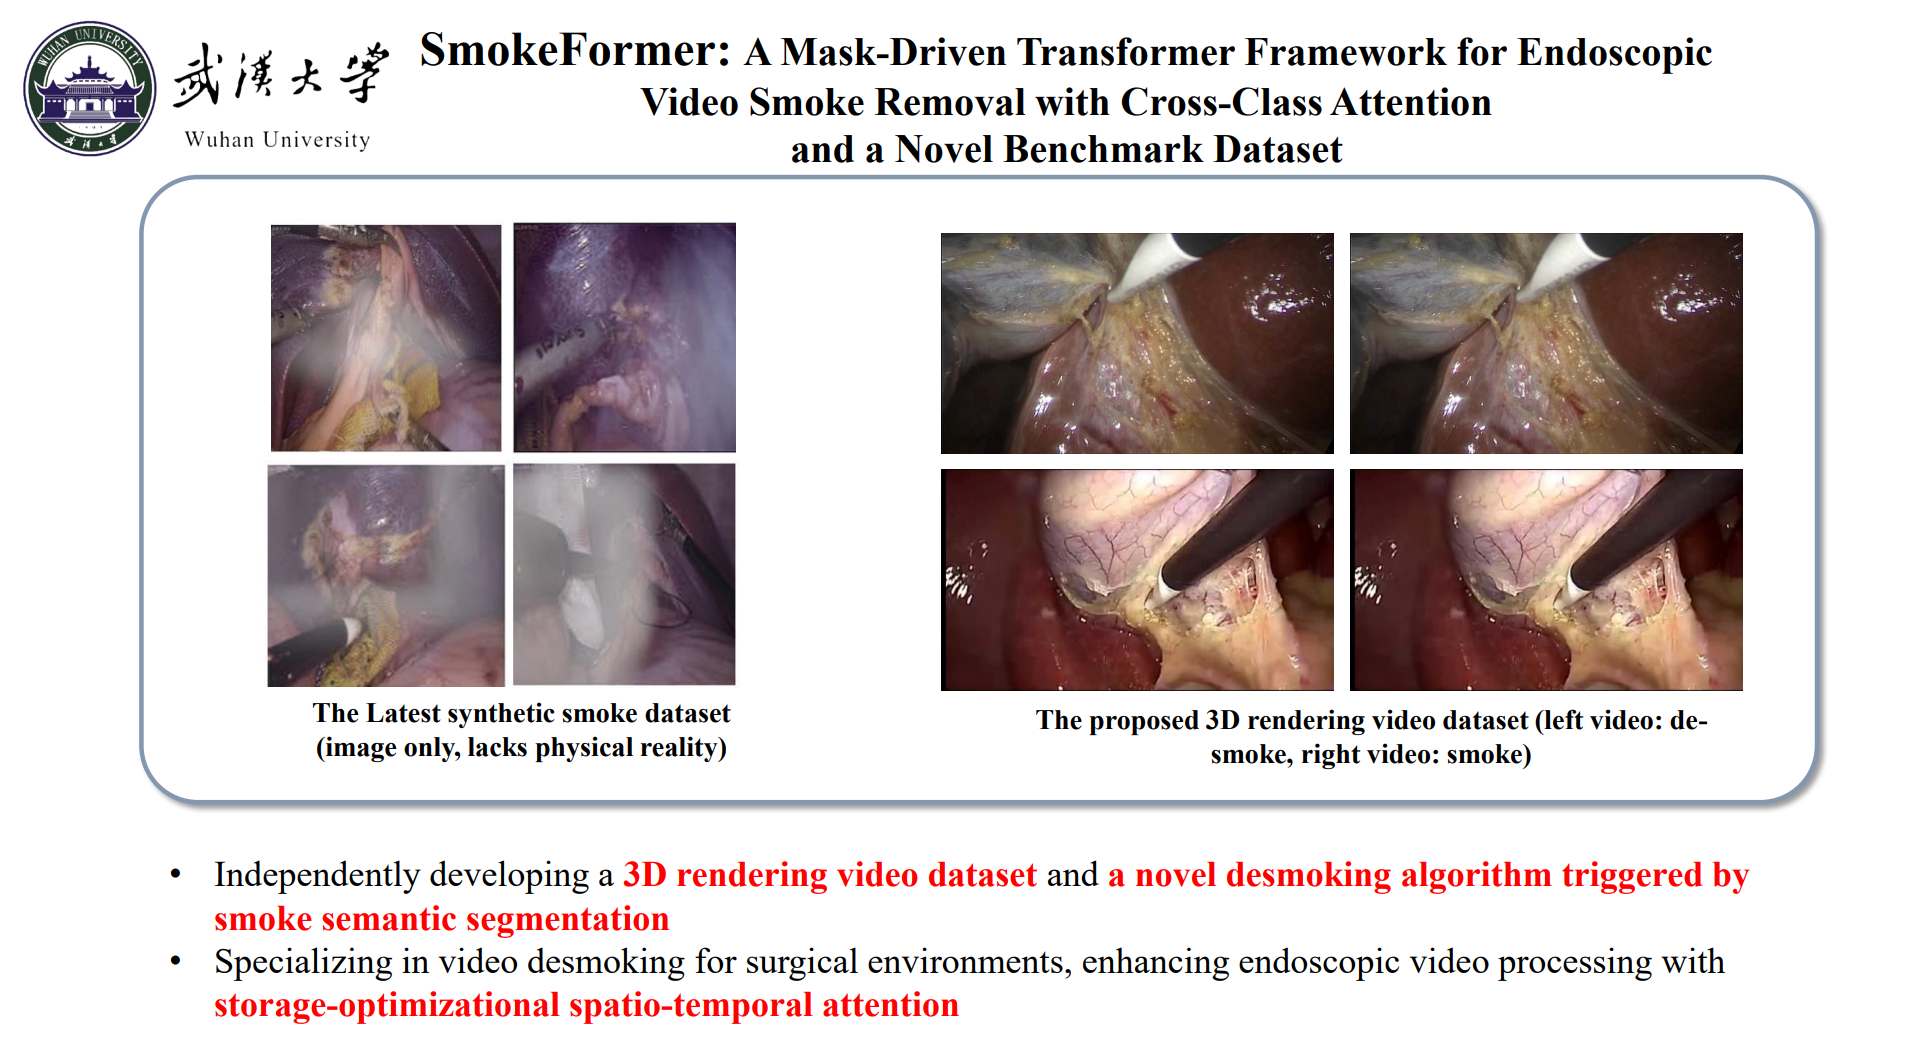 WUHAN UNIVERSITY
武漢大学
武漢大学
Wuhan University
SmokeFormer: A Mask-Driven Transformer Framework for Endoscopic
Video Smoke Removal with Cross-Class Attention
and a Novel Benchmark Dataset
The Latest synthetic smoke dataset
(image only, lacks physical reality)
The proposed 3D rendering video dataset (left video: de-
smoke, right video: smoke)
• Independently developing a 3D rendering video dataset and a novel desmoking algorithm triggered by
smoke semantic segmentation
• Specializing in video desmoking for surgical environments, enhancing endoscopic video processing with
storage-optimizational spatio-temporal attention